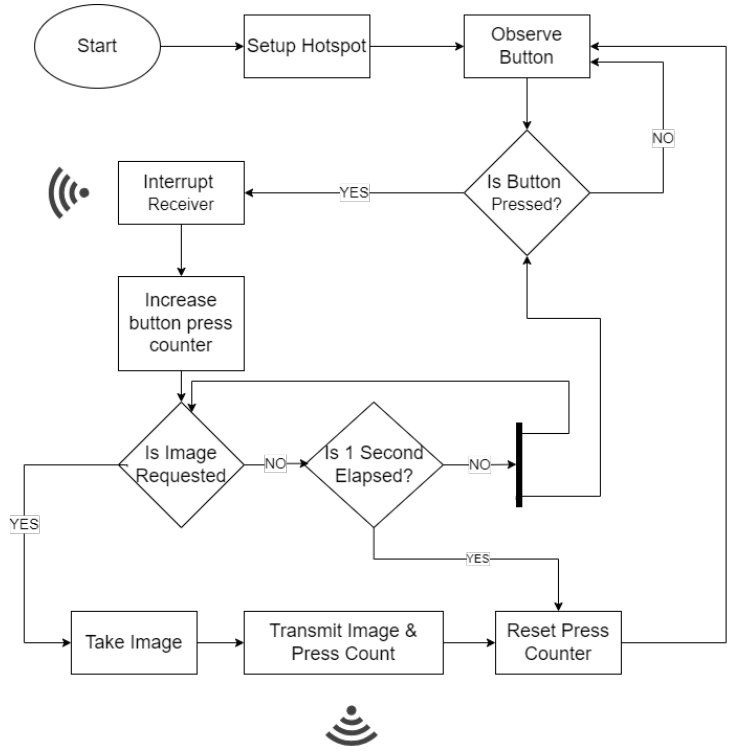 Start
Setup Hotspot
Observe
Button
NO
Is Button
Pressed?
YES
Interrupt
Receiver
Increase
button press
counter
Is Image
Requested
NO
Is 1 Second
Elapsed?
NO
YES
YES
Take Image
Transmit Image &
Press Count
Reset Press
Counter